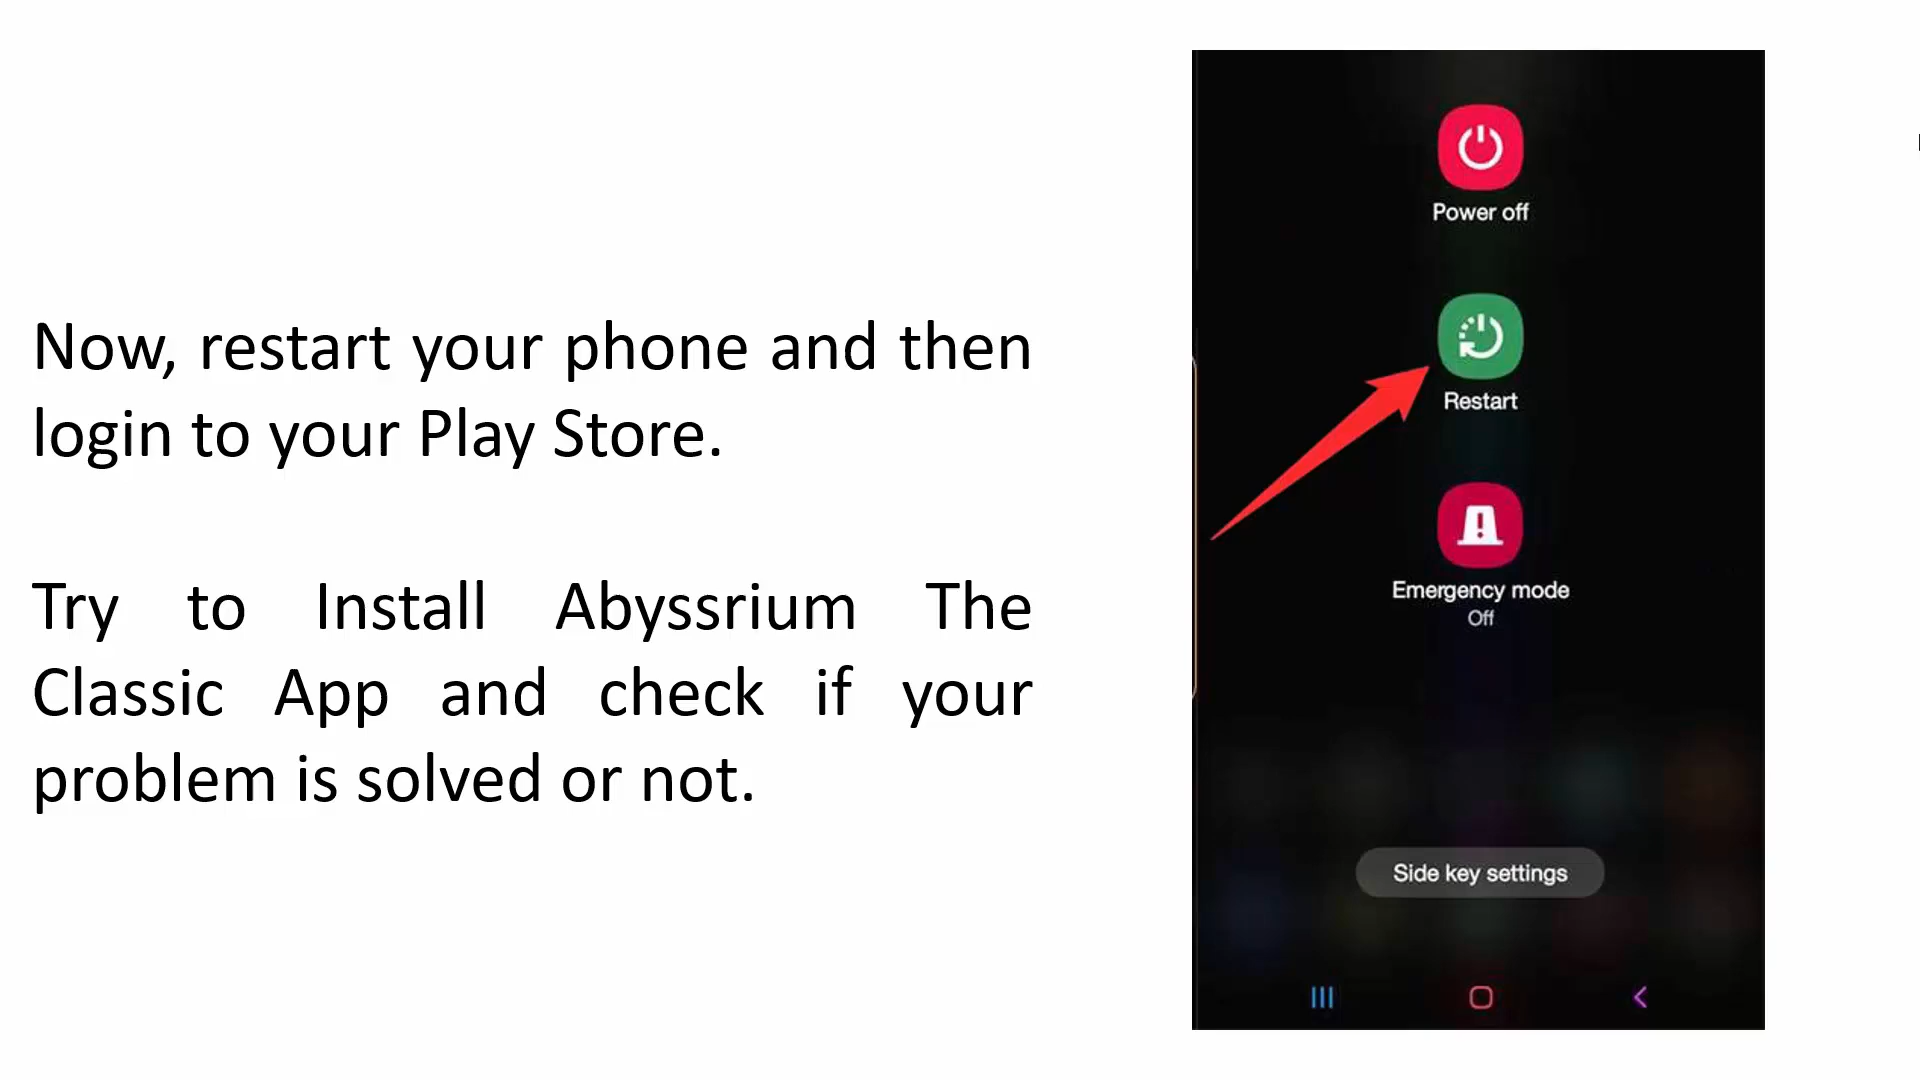 Now, restart your phone and then
login to your Play Store.
Try to Install Abyssrium The
Classic App and check if your
problem is solved or not.
Power off
Restart
Emergency mode
Off
Side key settings